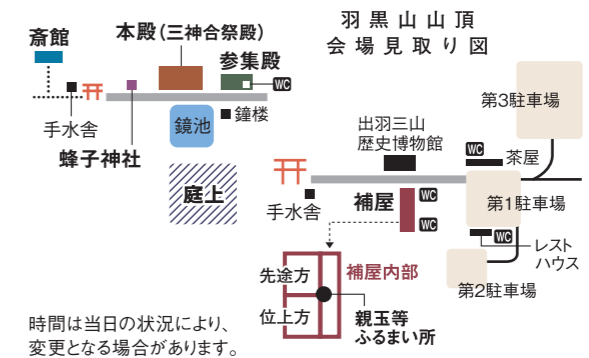 羽黒山山頂
会場見取り図
斎館
本殿（三神合祭殿）
参集殿
WC
手水舎
蜂子神社
鏡池
鐘楼
庭上
第3駐車場
出羽三山
歴史博物館
WC
茶屋
手水舎
補屋
WC
WC
第1駐車場
WC
レスト
ハウス
第2駐車場
先途方
位上方
補屋内部
親玉等
ふるまい所
時間は当日の状況により、
変更となる場合があります。